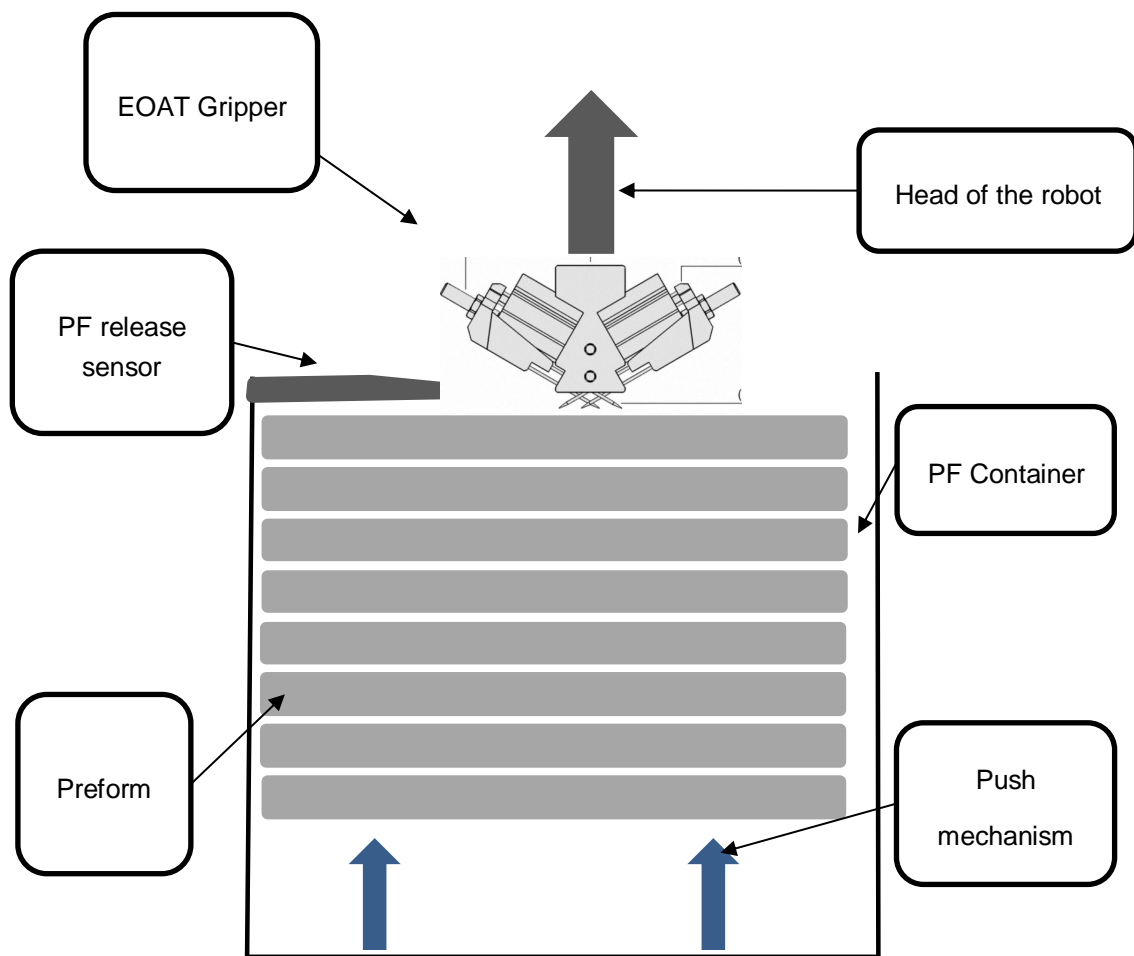 EOAT Gripper
Head of the robot
PF release
sensor
PF Container
Preform
Push
mechanism